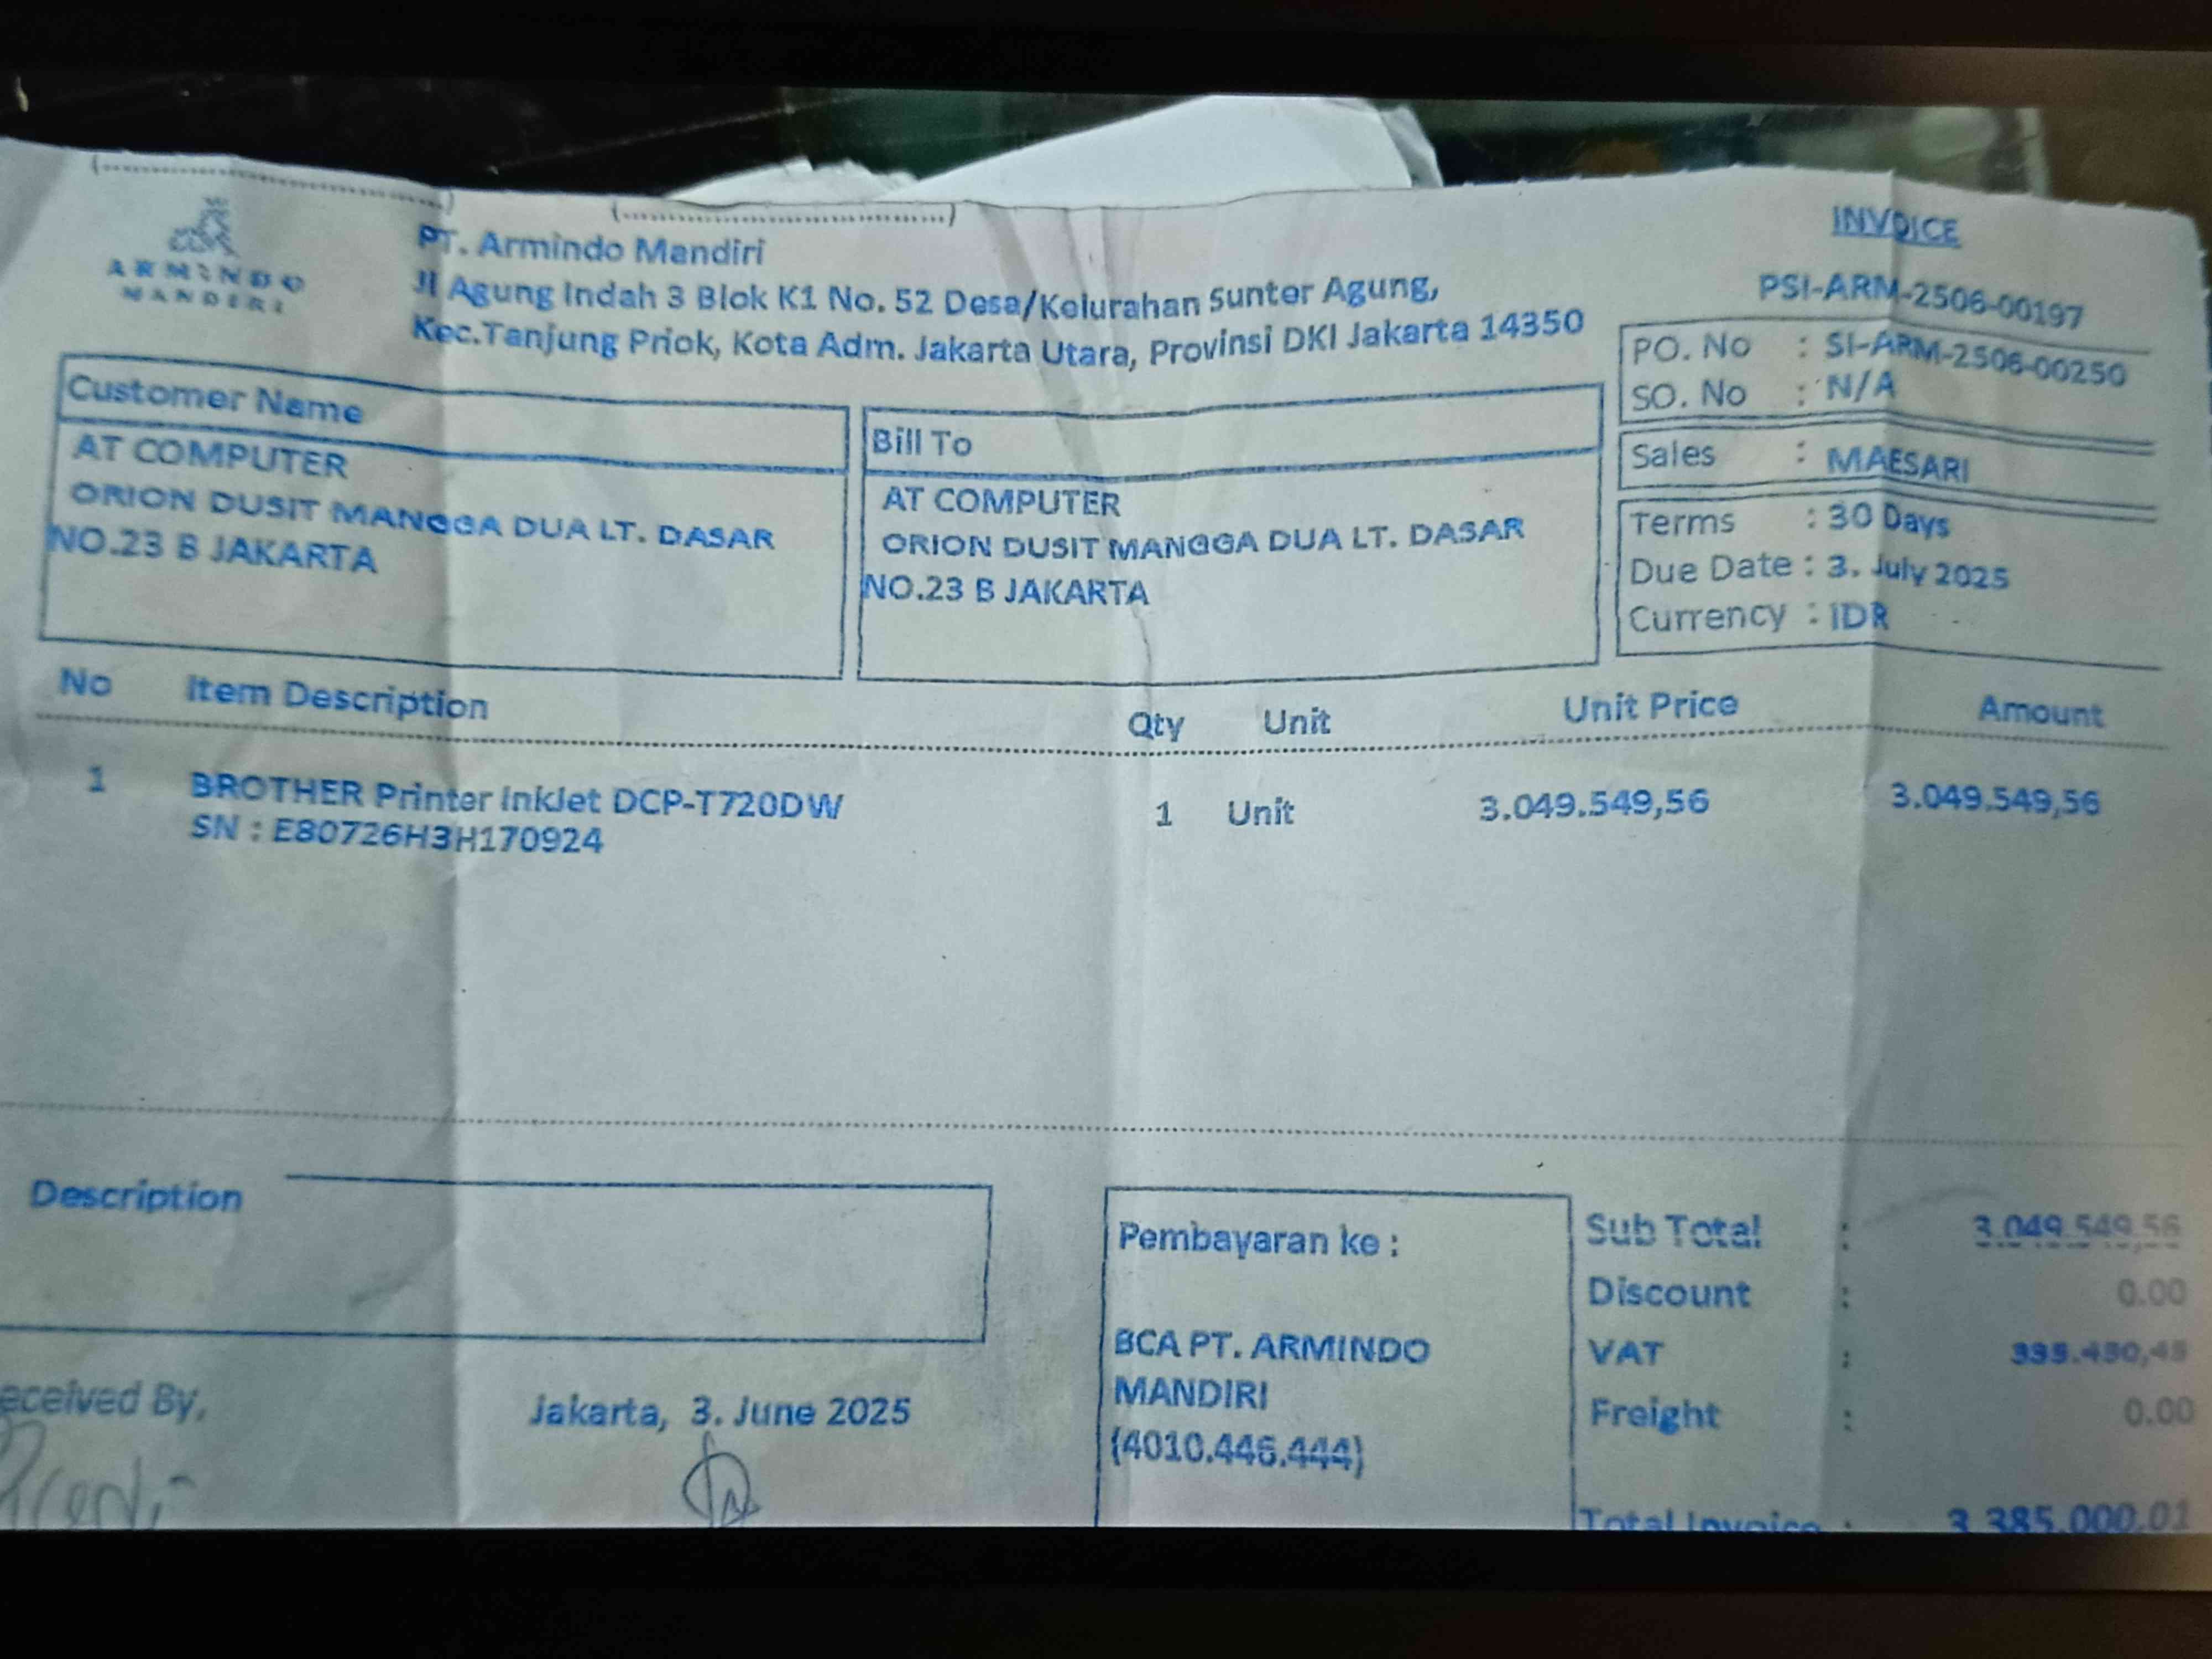 ARMINDO
MANDIRI
PT. Armindo Mandiri
Jl Agung Indah 3 Blok K1 No. 52 Desa/Kelurahan Sunter Agung,
Kec.Tanjung Priok, Kota Adm. Jakarta Utara, Provinsi DKI Jakarta 14350
INVOICE
PSI-ARM-2506-00197
PO. No : SI-ARM-2506-00250
SO. No : N/A
Sales : MAESARI
Terms : 30 Days
Due Date : 3. July 2025
Currency : IDR
Customer Name
AT COMPUTER
ORION DUSIT MANGGA DUA LT. DASAR
NO.23 B JAKARTA
Bill To
AT COMPUTER
ORION DUSIT MANGGA DUA LT. DASAR
NO.23 B JAKARTA
No Item Description Qty Unit Unit Price Amount
1 BROTHER Printer InkJet DCP-T720DW 1 Unit 3.049.549,56 3.049.549,56
SN : E80726H3H170924
Description
Pembayaran ke :
BCA PT. ARMINDO
MANDIRI
(4010.446.444)
Sub Total : 3.049.549,56
Discount : 0.00
VAT : 335.450,45
Freight : 0.00
Total Invoice : 3.385.000,01
eceived By,
Jakarta, 3. June 2025